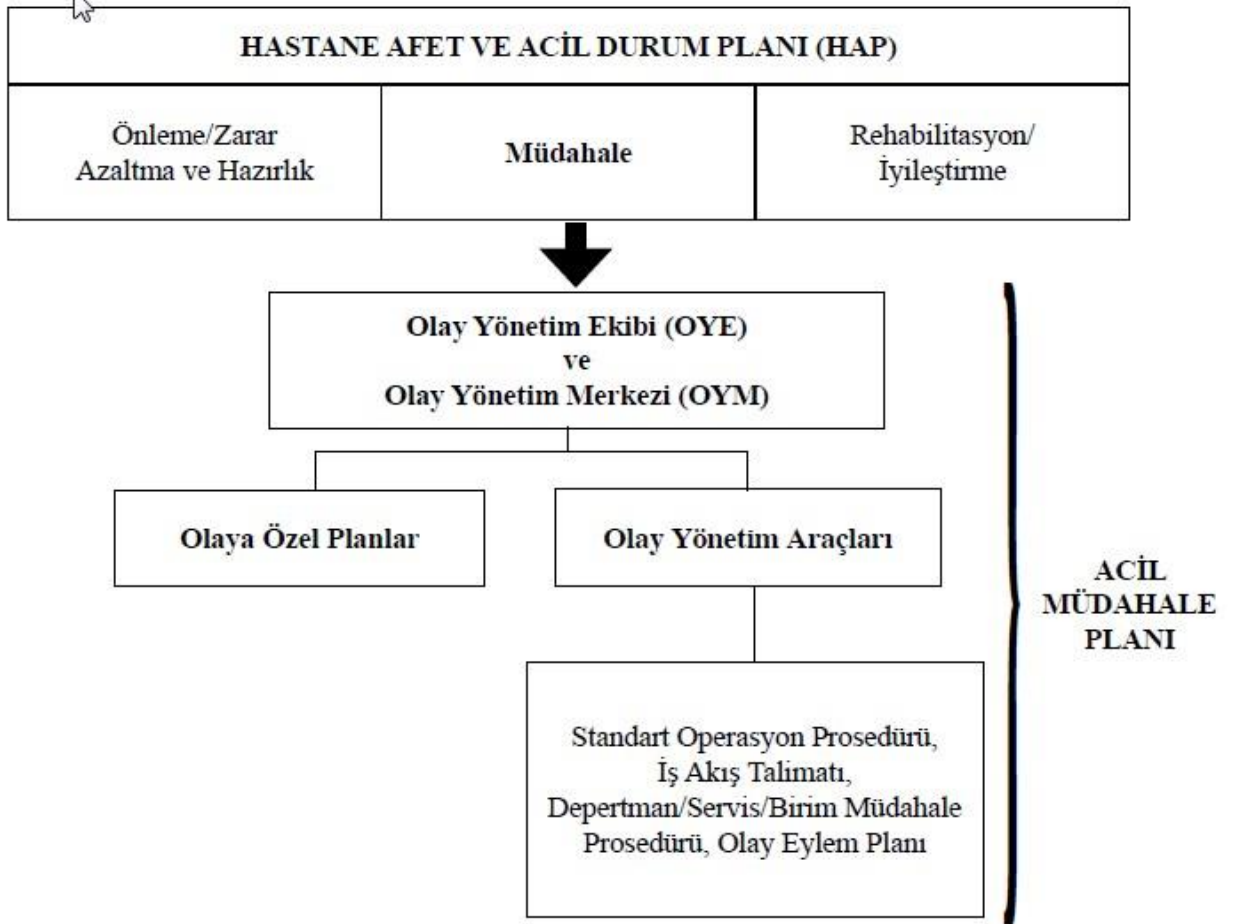 HASTANE AFET VE ACİL DURUM PLANI (HAP)
Önleme/Zarar
Azaltma ve Hazırlık
Müdahale
Rehabilitasyon/
İyileştirme
Olay Yönetim Ekibi (OYE)
ve
Olay Yönetim Merkezi (OYM)
Olaya Özel Planlar
Olay Yönetim Araçları
Standart Operasyon Prosedürü,
İş Akış Talimatı,
Depertman/Servis/Birim Müdahale
Prosedürü, Olay Eylem Planı
ACİL
MÜDAHALE
PLANI